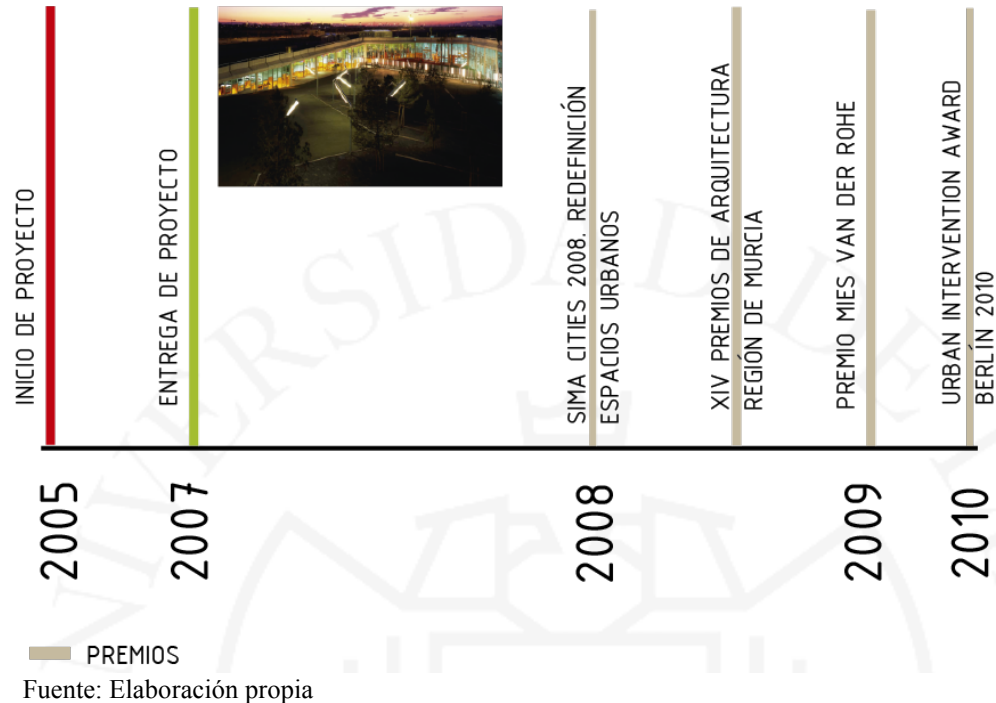 INICIO DE PROYECTO
ENTREGA DE PROYECTO
SIMA CITIES 2008. REDEFINICIÓN
ESPACIOS URBANOS
XIV PREMIOS DE ARQUITECTURA
REGIÓN DE MURCIA
PREMIO MIES VAN DER ROHE
URBAN INTERVENTION AWARD
BERLÍN 2010
2005
2007
2008
2009
2010
PREMIOS
Fuente: Elaboración propia